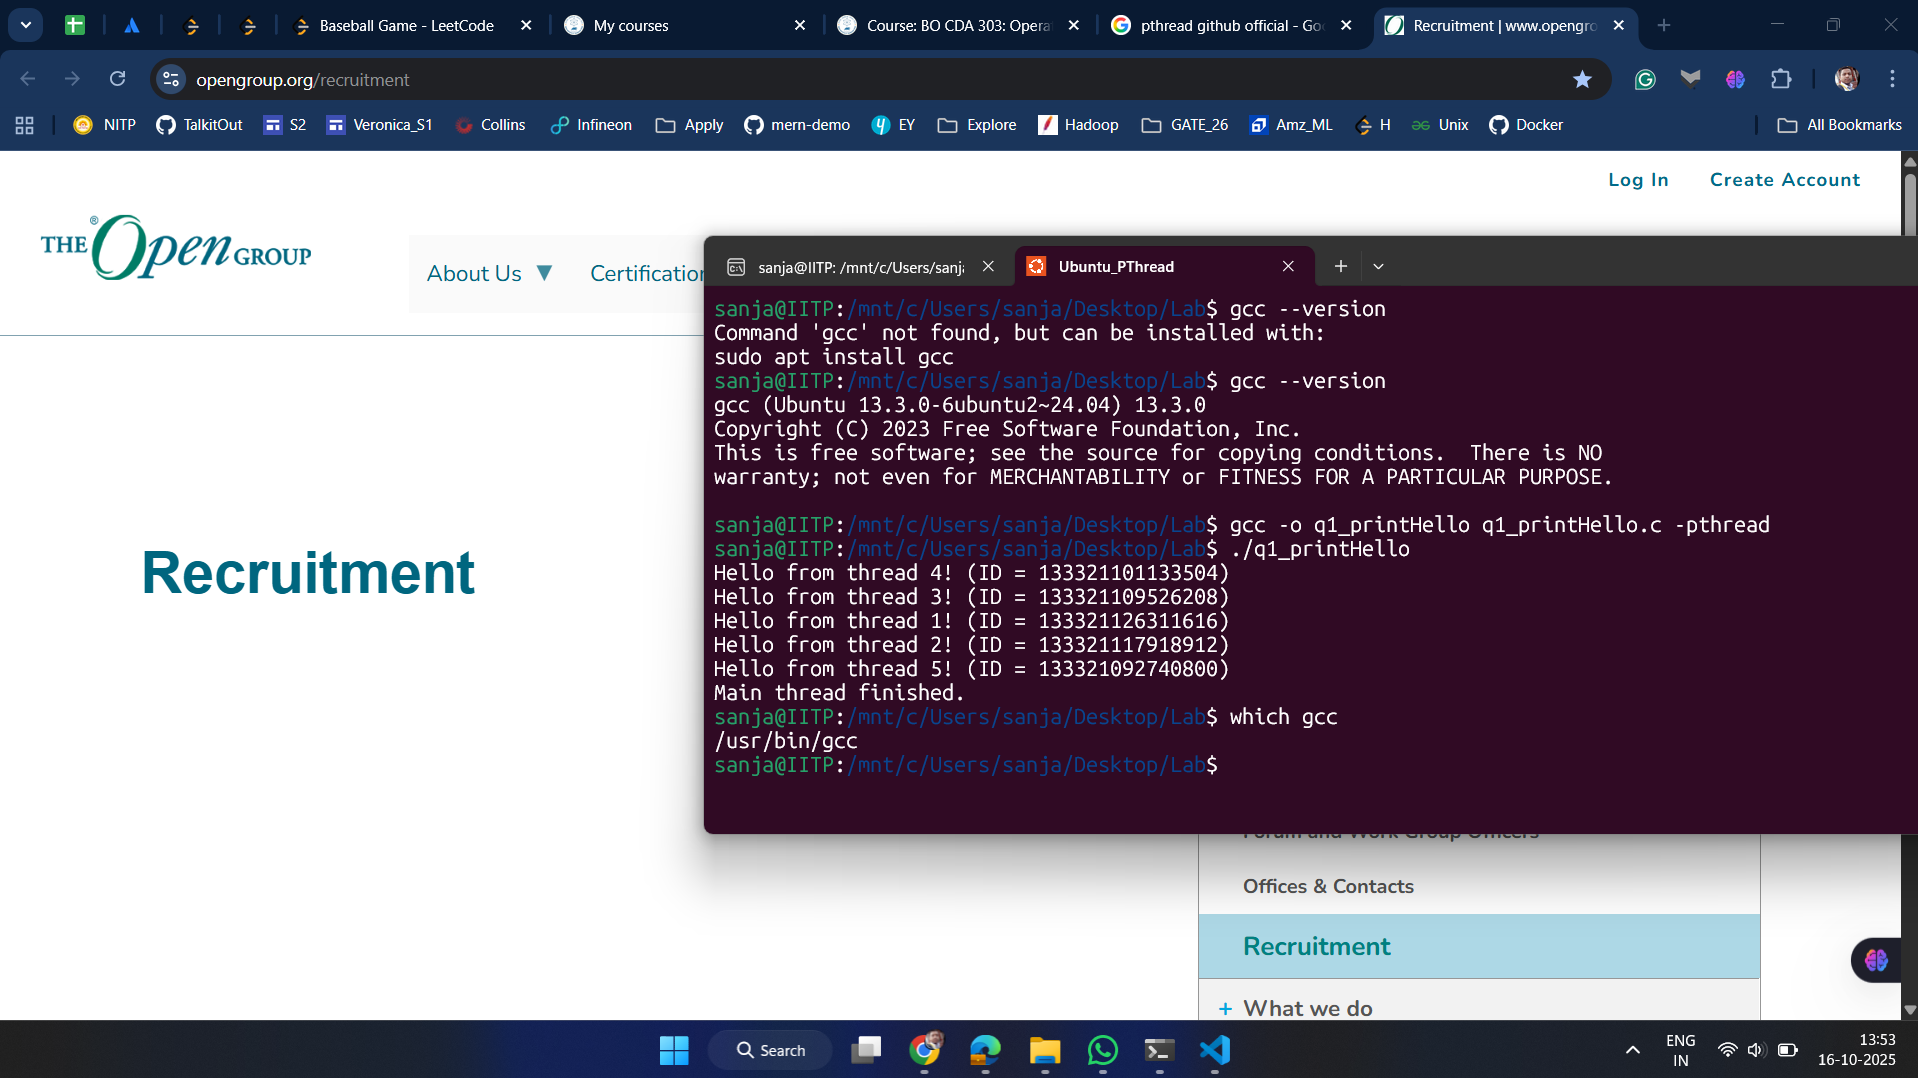 Baseball Game - LeetCode
My courses
Course: BO CDA 303: Opera
pthread github official - Goo
Recruitment | www.opengro
opengroup.org/recruitment
NITP
TalkitOut
S2
Veronica_S1
Collins
Infineon
Apply
mern-demo
EY
Explore
Hadoop
GATE_26
Amz_ML
H
Unix
Docker
All Bookmarks
Log In
Create Account
THE Open GROUP
®
About Us ▼
Certification
sanja@IITP: /mnt/c/Users/sanja
Ubuntu_PThread
sanja@IITP:/mnt/c/Users/sanja/Desktop/Lab$ gcc --version
Command 'gcc' not found, but can be installed with:
sudo apt install gcc
sanja@IITP:/mnt/c/Users/sanja/Desktop/Lab$ gcc --version
gcc (Ubuntu 13.3.0-6ubuntu2~24.04) 13.3.0
Copyright (C) 2023 Free Software Foundation, Inc.
This is free software; see the source for copying conditions.  There is NO
warranty; not even for MERCHANTABILITY or FITNESS FOR A PARTICULAR PURPOSE.
sanja@IITP:/mnt/c/Users/sanja/Desktop/Lab$ gcc -o q1_printHello q1_printHello.c -pthread
sanja@IITP:/mnt/c/Users/sanja/Desktop/Lab$ ./q1_printHello
Hello from thread 4! (ID = 133321101133504)
Hello from thread 3! (ID = 133321109526208)
Hello from thread 1! (ID = 133321126311616)
Hello from thread 2! (ID = 133321117918912)
Hello from thread 5! (ID = 133321092740800)
Main thread finished.
sanja@IITP:/mnt/c/Users/sanja/Desktop/Lab$ which gcc
/usr/bin/gcc
sanja@IITP:/mnt/c/Users/sanja/Desktop/Lab$
Recruitment
Forum and Work Group Officers
Offices & Contacts
Recruitment
+ What we do
Search
ENG
IN
13:53
16-10-2025